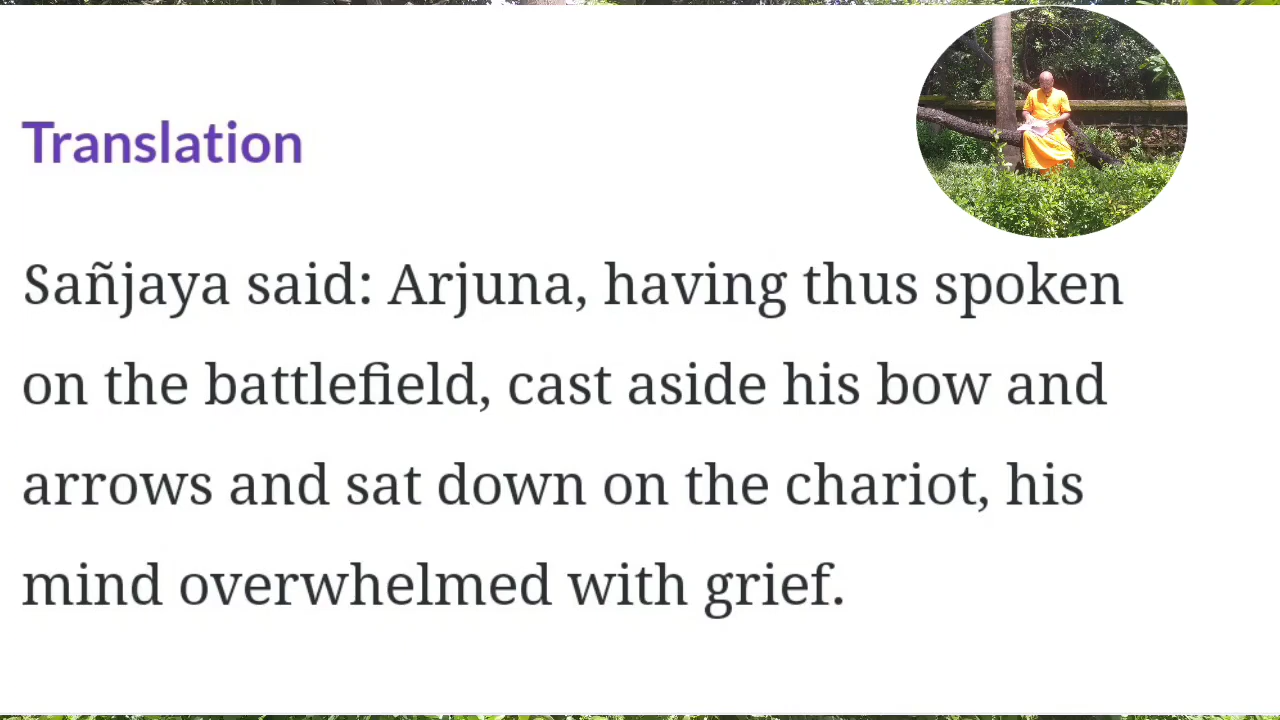 Translation
Sañjaya said: Arjuna, having thus spoken
on the battlefield, cast aside his bow and
arrows and sat down on the chariot, his
mind overwhelmed with grief.